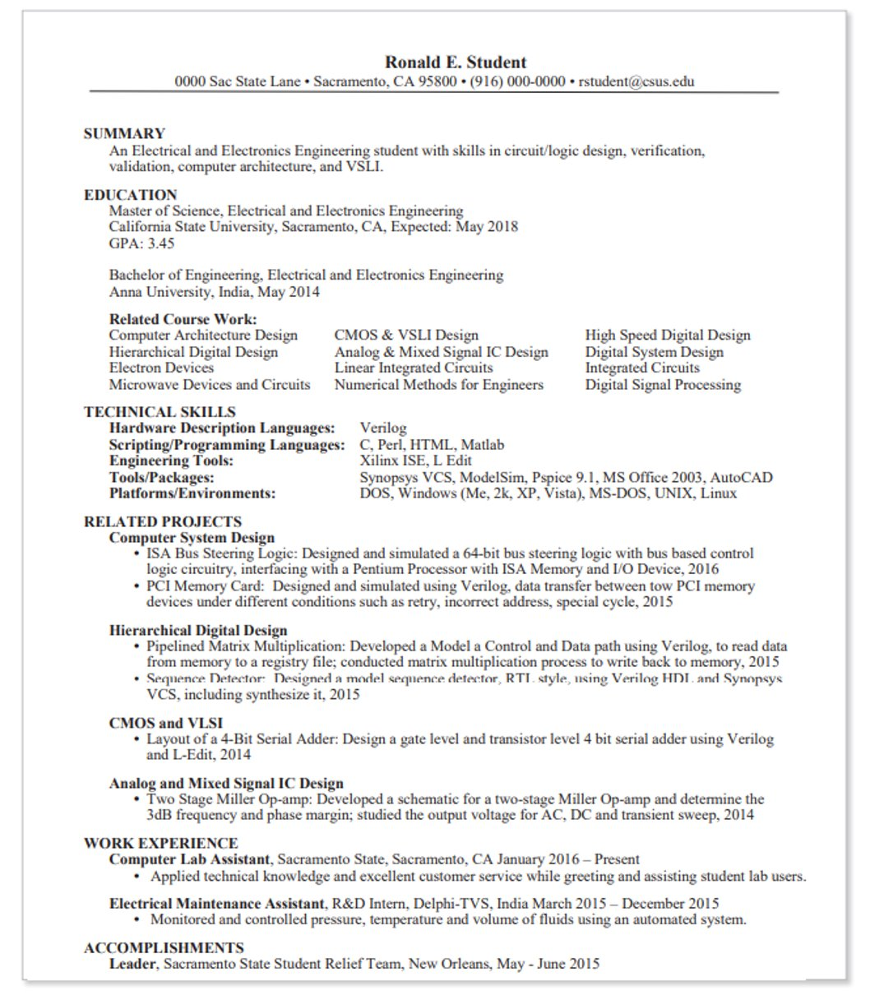 Ronald E. Student
0000 Sac State Lane • Sacramento, CA 95800 • (916) 000-0000 • rstudent@csus.edu
SUMMARY
An Electrical and Electronics Engineering student with skills in circuit/logic design, verification,
validation, computer architecture, and VSLI.
EDUCATION
Master of Science, Electrical and Electronics Engineering
California State University, Sacramento, CA, Expected: May 2018
GPA: 3.45
Bachelor of Engineering, Electrical and Electronics Engineering
Anna University, India, May 2014
Related Course Work:
Computer Architecture Design CMOS & VSLI Design High Speed Digital Design
Hierarchical Digital Design Analog & Mixed Signal IC Design Digital System Design
Electron Devices Linear Integrated Circuits Integrated Circuits
Microwave Devices and Circuits Numerical Methods for Engineers Digital Signal Processing
TECHNICAL SKILLS
Hardware Description Languages: Verilog
Scripting/Programming Languages: C, Perl, HTML, Matlab
Engineering Tools: Xilinx ISE, L Edit
Tools/Packages: Synopsys VCS, ModelSim, Pspice 9.1, MS Office 2003, AutoCAD
Platforms/Environments: DOS, Windows (Me, 2k, XP, Vista), MS-DOS, UNIX, Linux
RELATED PROJECTS
Computer System Design
• ISA Bus Steering Logic: Designed and simulated a 64-bit bus steering logic with bus based control
logic circuitry, interfacing with a Pentium Processor with ISA Memory and I/O Device, 2016
• PCI Memory Card: Designed and simulated using Verilog, data transfer between tow PCI memory
devices under different conditions such as retry, incorrect address, special cycle, 2015
Hierarchical Digital Design
• Pipelined Matrix Multiplication: Developed a Model a Control and Data path using Verilog, to read data
from memory to a registry file; conducted matrix multiplication process to write back to memory, 2015
• Sequence Detector: Designed a model sequence detector, RTL style, using Verilog HDL and Synopsys
VCS, including synthesize it, 2015
CMOS and VLSI
• Layout of a 4-Bit Serial Adder: Design a gate level and transistor level 4 bit serial adder using Verilog
and L-Edit, 2014
Analog and Mixed Signal IC Design
• Two Stage Miller Op-amp: Developed a schematic for a two-stage Miller Op-amp and determine the
3dB frequency and phase margin; studied the output voltage for AC, DC and transient sweep, 2014
WORK EXPERIENCE
Computer Lab Assistant, Sacramento State, Sacramento, CA January 2016 – Present
• Applied technical knowledge and excellent customer service while greeting and assisting student lab users.
Electrical Maintenance Assistant, R&D Intern, Delphi-TVS, India March 2015 – December 2015
• Monitored and controlled pressure, temperature and volume of fluids using an automated system.
ACCOMPLISHMENTS
Leader, Sacramento State Student Relief Team, New Orleans, May - June 2015